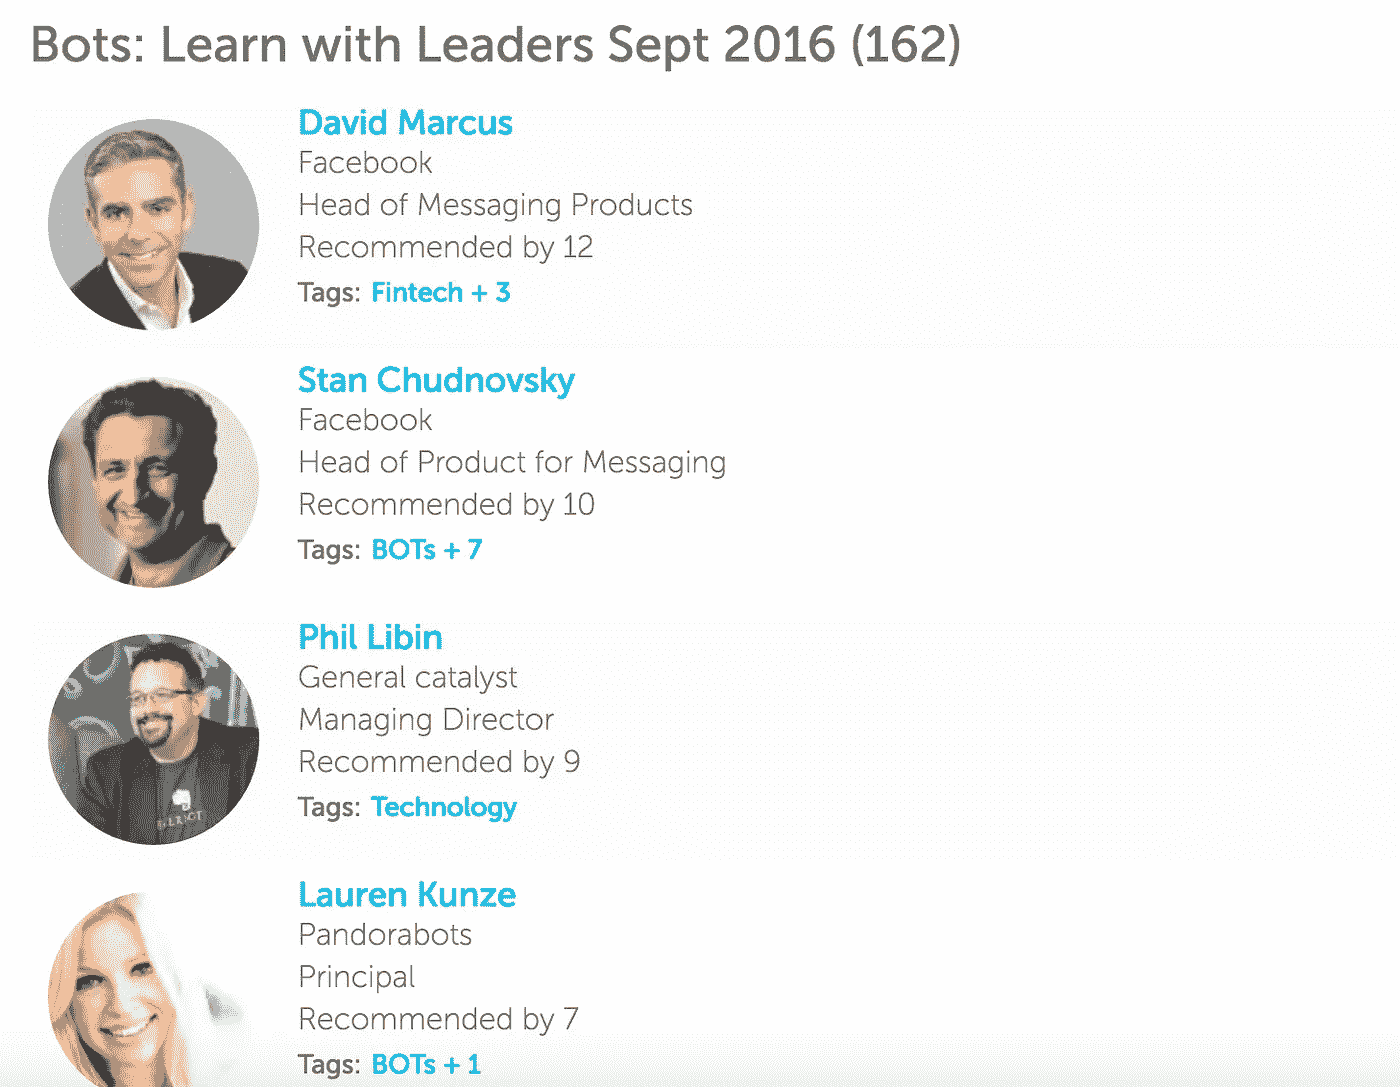 Bots: Learn with Leaders Sept 2016 (162)
David Marcus
Facebook
Head of Messaging Products
Recommended by 12
Tags: Fintech + 3
Stan Chudnovsky
Facebook
Head of Product for Messaging
Recommended by 10
Tags: BOTs + 7
Phil Libin
General catalyst
Managing Director
Recommended by 9
Tags: Technology
Lauren Kunze
Pandorabots
Principal
Recommended by 7
Tags: BOTs + 1